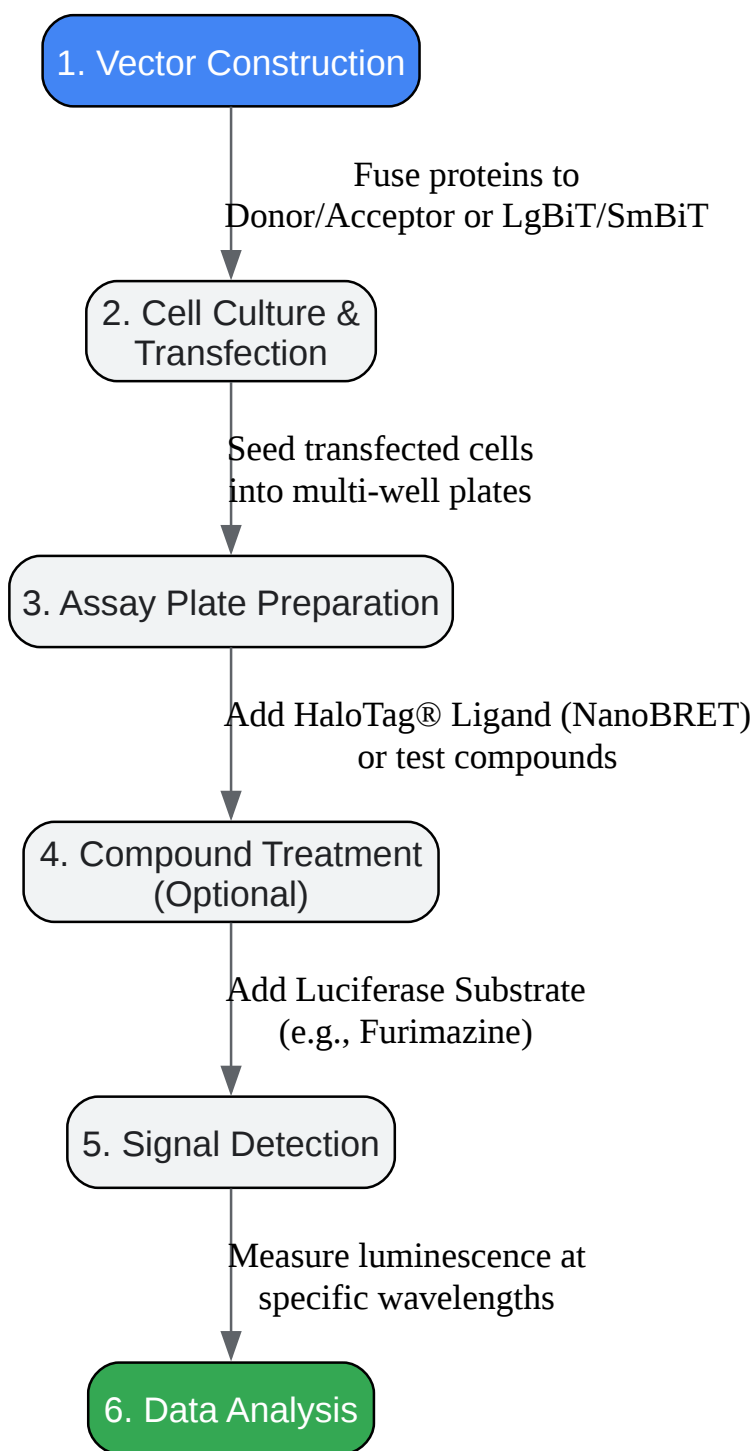 1. Vector Construction
Fuse proteins to
Donor/Acceptor or LgBiT/SmBiT
2. Cell Culture &
Transfection
Seed transfected cells
into multi-well plates
3. Assay Plate Preparation
Add HaloTag® Ligand (NanoBRET)
or test compounds
4. Compound Treatment
(Optional)
Add Luciferase Substrate
(e.g., Furimazine)
5. Signal Detection
Measure luminescence at
specific wavelengths
6. Data Analysis